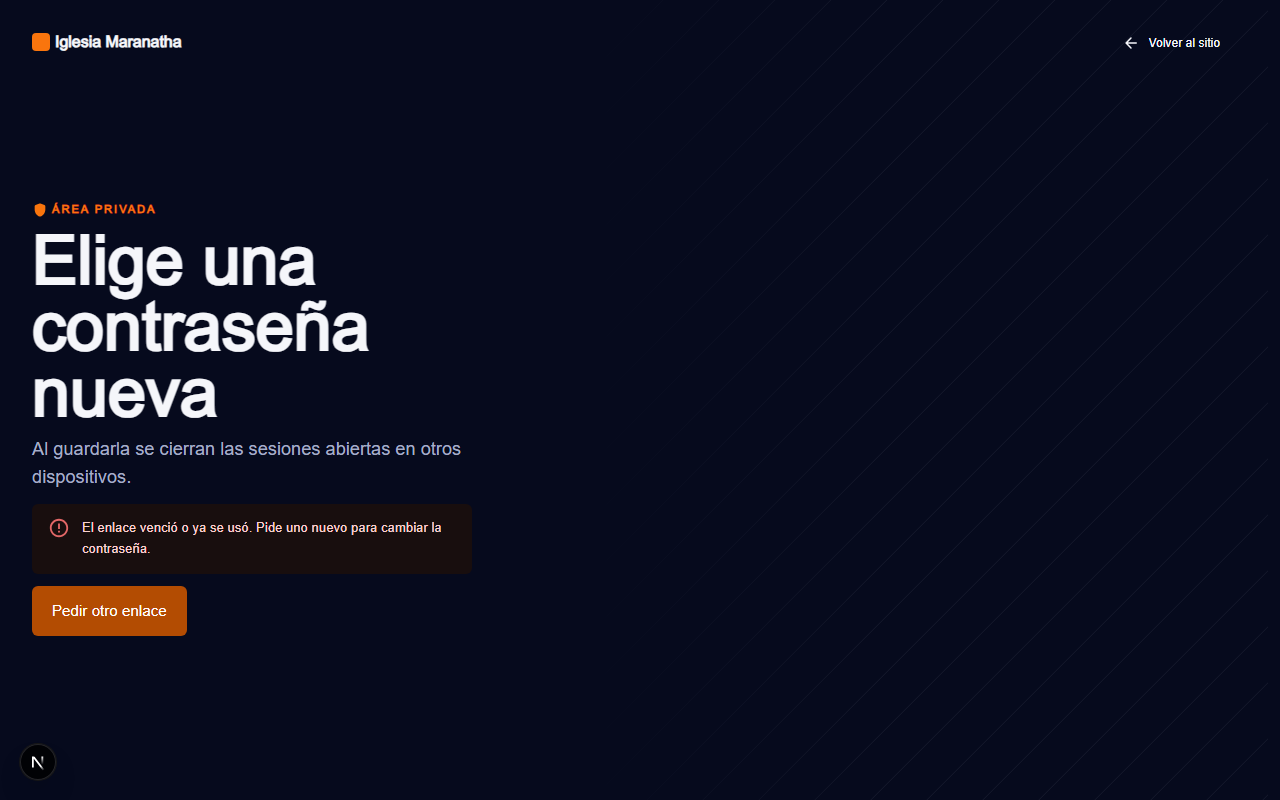 Iglesia Maranatha
Volver al sitio
ÁREA PRIVADA
Elige una
contraseña
nueva
Al guardarla se cierran las sesiones abiertas en otros
dispositivos.
El enlace venció o ya se usó. Pide uno nuevo para cambiar la
contraseña.
Pedir otro enlace
N